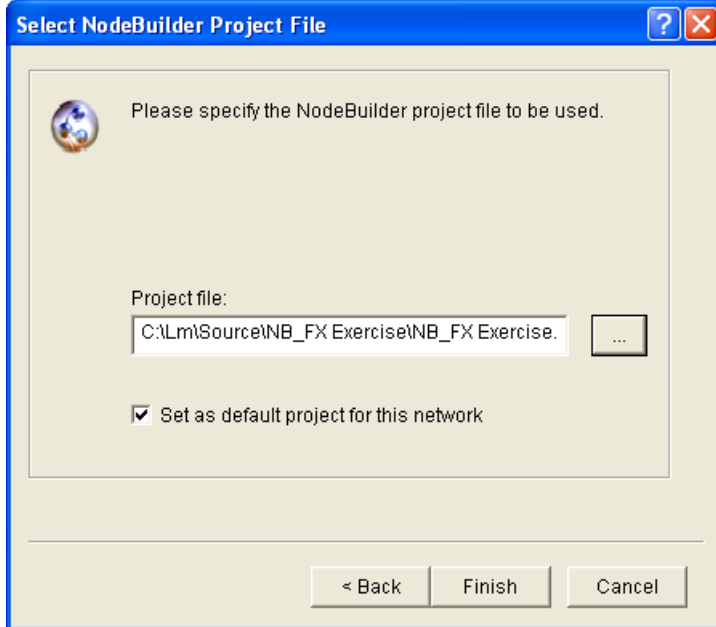 Select NodeBuilder Project File
Please specify the NodeBuilder project file to be used.
Project file:
C:\Lm\Source\NB_FX Exercise\NB_FX Exercise.
...
Set as default project for this network
< Back Finish Cancel